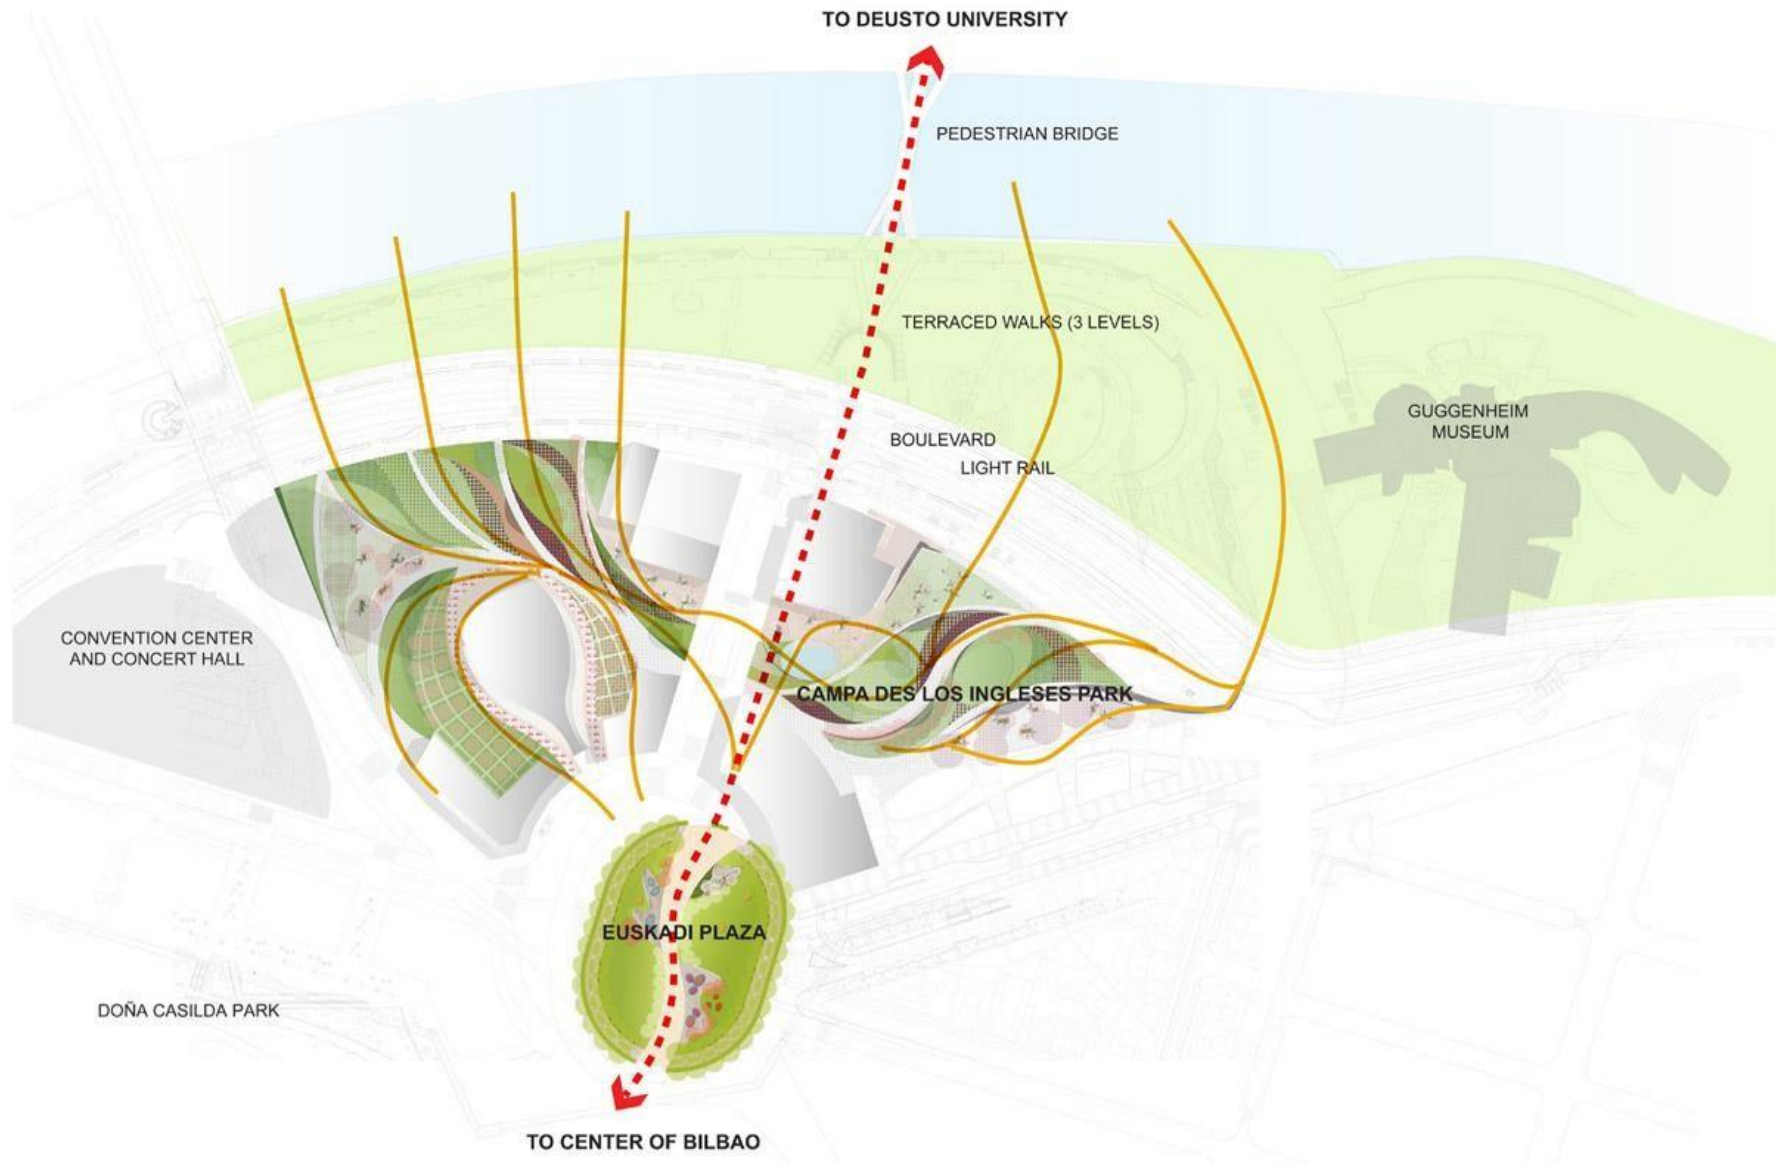 TO DEUSTO UNIVERSITY
PEDESTRIAN BRIDGE
TERRACED WALKS (3 LEVELS)
GUGGENHEIM
MUSEUM
BOULEVARD
LIGHT RAIL
CONVENTION CENTER
AND CONCERT HALL
CAMPA DES LOS INGLESES PARK
EUSKADI PLAZA
DOÑA CASILDA PARK
TO CENTER OF BILBAO